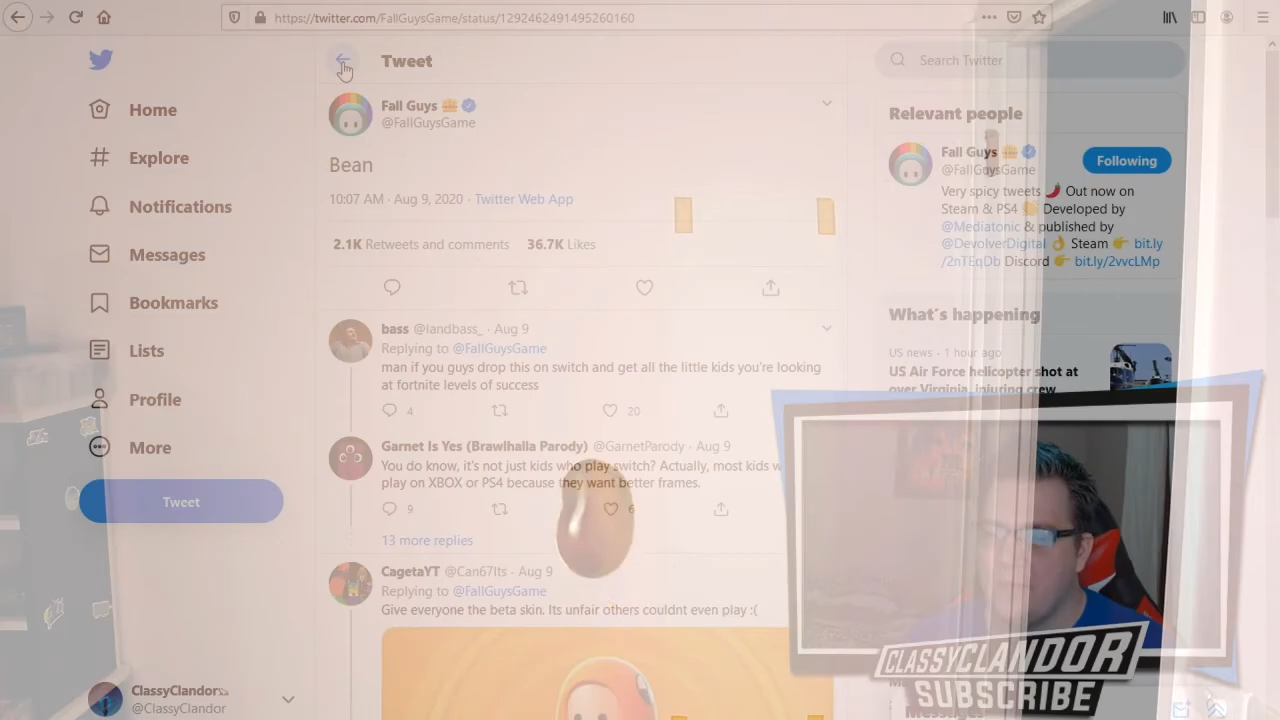 https://twitter.com/FallGuysGame/status/1292462491495260160
Home
Explore
Notifications
Messages
Bookmarks
Lists
Profile
More
Tweet
ClassyClandor
@ClassyClandor
Tweet
Fall Guys
@FallGuysGame
Bean
10:07 AM · Aug 9, 2020 · Twitter Web App
2.1K Retweets and comments 36.7K Likes
bass @landbass_ · Aug 9
Replying to @FallGuysGame
man if you guys drop this on switch and get all the little kids you're looking
at fortnite levels of success
4 20
Garnet Is Yes (Brawlhalla Parody) @GarnetParody · Aug 9
You do know, it's not just kids who play switch? Actually, most kids w
play on XBOX or PS4 because they want better frames.
9 6
13 more replies
CagetaYT @Can67Its · Aug 9
Replying to @FallGuysGame
Give everyone the beta skin. Its unfair others couldnt even play :(
Search Twitter
Relevant people
Fall Guys
@FallGuysGame
Following
Very spicy tweets 🌶️ Out now on
Steam & PS4 👏 Developed by
@Mediatonic & published by
@DevolverDigital 👌 Steam 👉 bit.ly
/2nTEqDb Discord 👉 bit.ly/2vvcLMp
What's happening
US news · 1 hour ago
US Air Force helicopter shot at
over Virginia, injuring crew
CLASSYCLANDOR
SUBSCRIBE